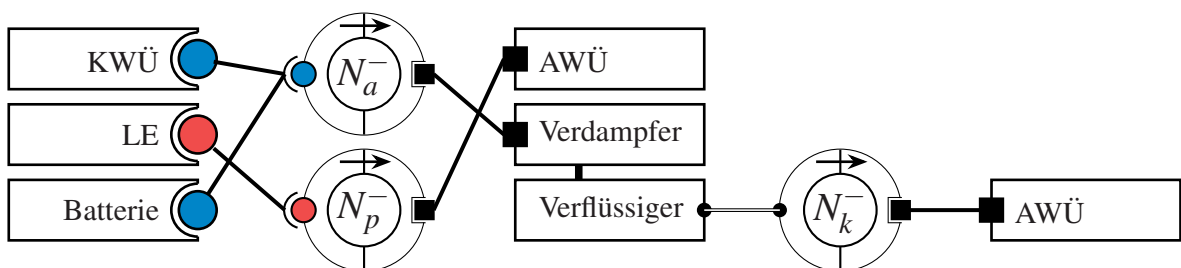 KWÜ
LE
Batterie
N_a^-
N_p^-
AWÜ
Verdampfer
Verflüssiger
N_k^-
AWÜ